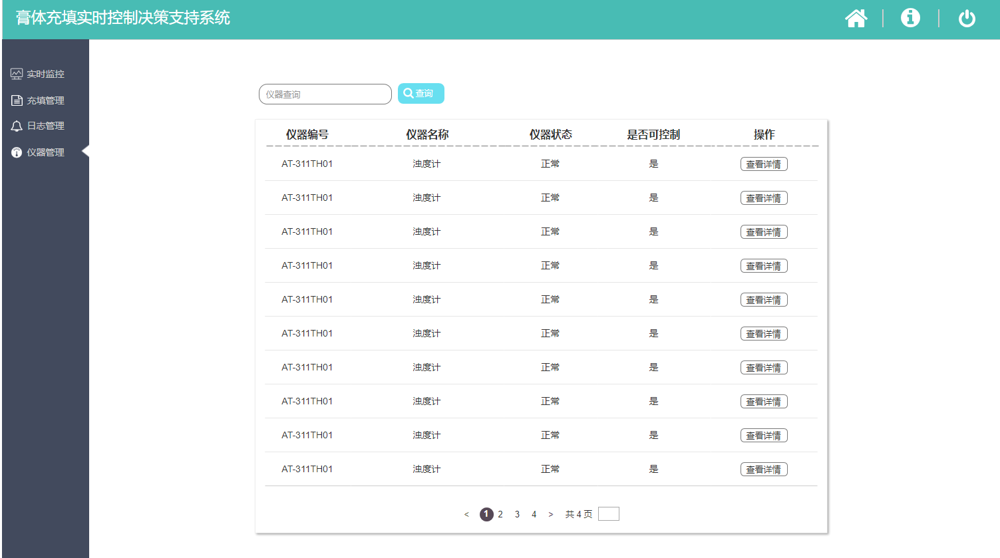 膏体充填实时控制决策支持系统
实时监控
充填管理
日志管理
仪器管理
仪器查询 查询
仪器编号 仪器名称 仪器状态 是否可控制 操作
AT-311TH01 浊度计 正常 是 查看详情
AT-311TH01 浊度计 正常 是 查看详情
AT-311TH01 浊度计 正常 是 查看详情
AT-311TH01 浊度计 正常 是 查看详情
AT-311TH01 浊度计 正常 是 查看详情
AT-311TH01 浊度计 正常 是 查看详情
AT-311TH01 浊度计 正常 是 查看详情
AT-311TH01 浊度计 正常 是 查看详情
AT-311TH01 浊度计 正常 是 查看详情
AT-311TH01 浊度计 正常 是 查看详情
< 1 2 3 4 > 共 4 页